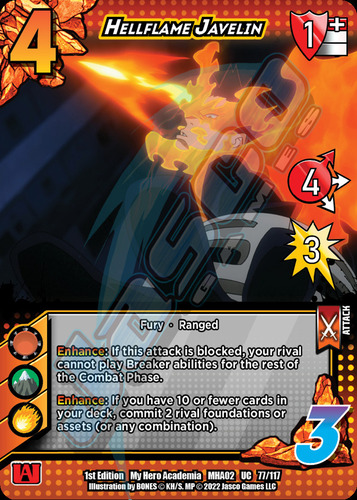 4
HELLFLAME JAVELIN
1 +
4
3
ATTACK
Fury · Ranged
Enhance: If this attack is blocked, your rival
cannot play Breaker abilities for the rest of
the Combat Phase.
Enhance: If you have 10 or fewer cards in
your deck, commit 2 rival foundations or
assets (or any combination).
3
1st Edition My Hero Academia MHA02 UC 77/117
Illustration by BONES © KH/S, MP ©2022 Jasco Games LLC